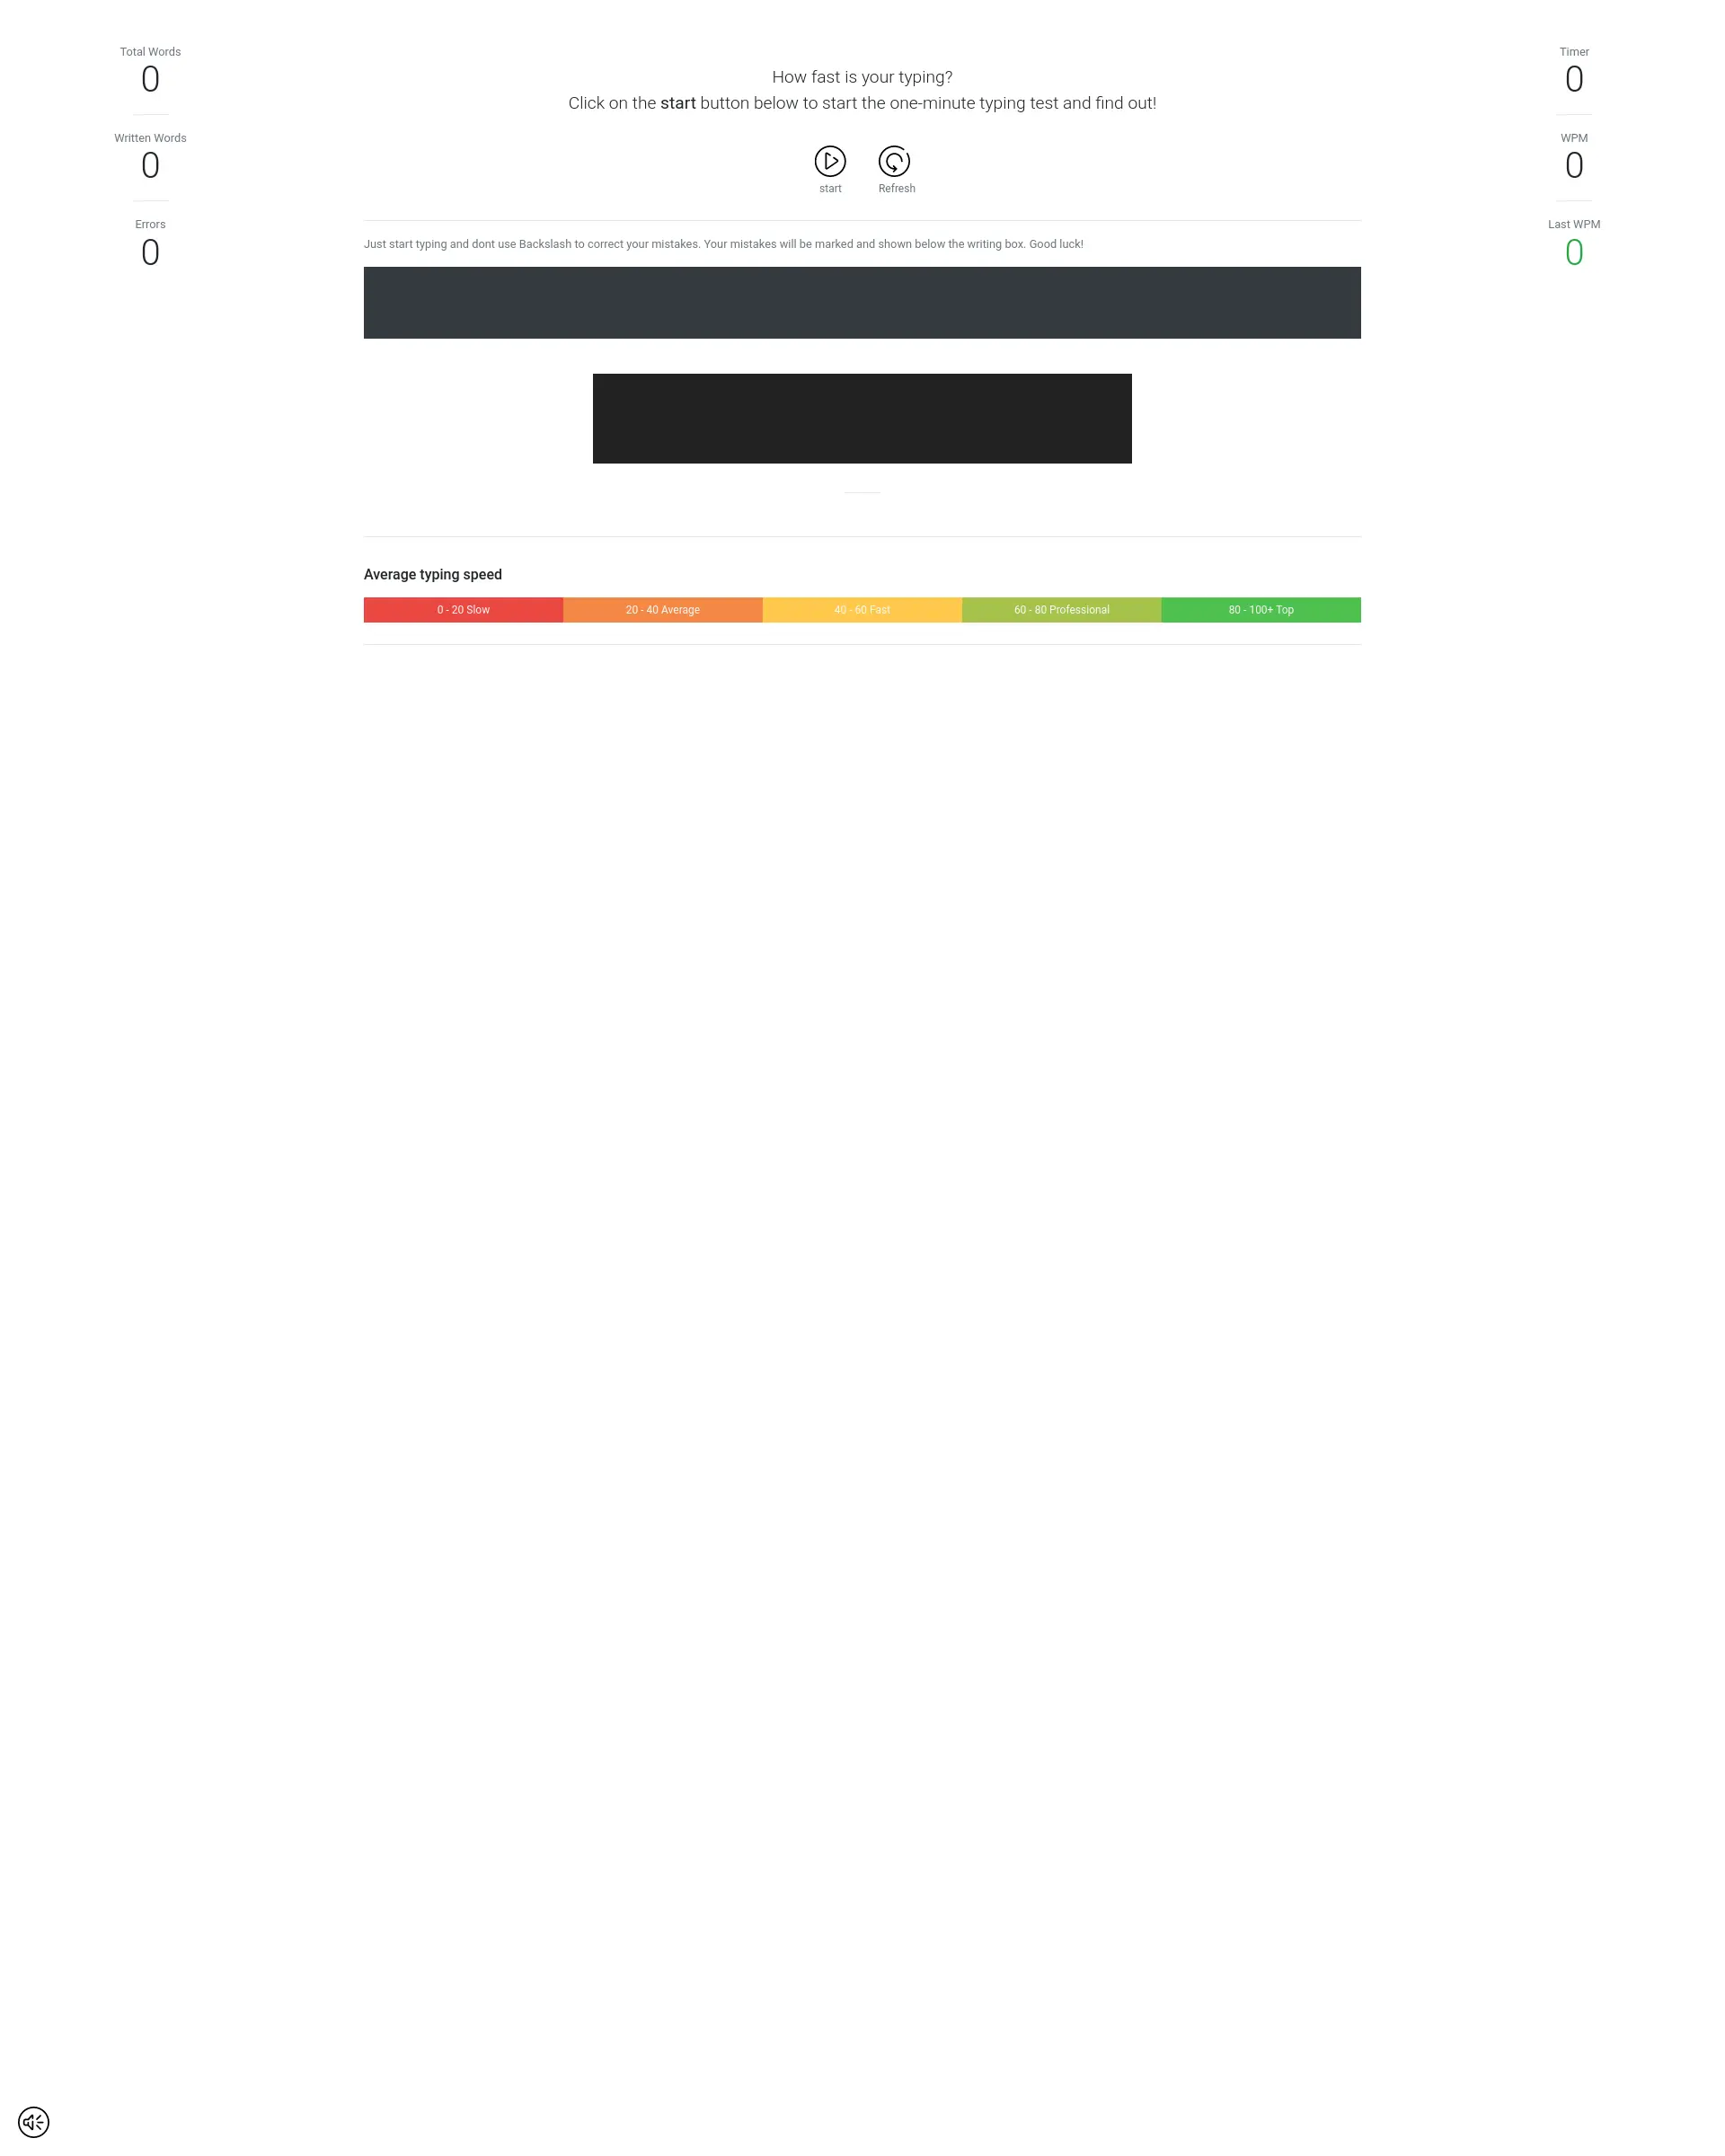 Total Words
0
Written Words
0
Errors
0
How fast is your typing?
Click on the start button below to start the one-minute typing test and find out!
start
Refresh
Timer
0
WPM
0
Last WPM
0
Just start typing and dont use Backslash to correct your mistakes. Your mistakes will be marked and shown below the writing box. Good luck!
Average typing speed
0 - 20 Slow
20 - 40 Average
40 - 60 Fast
60 - 80 Professional
80 - 100+ Top